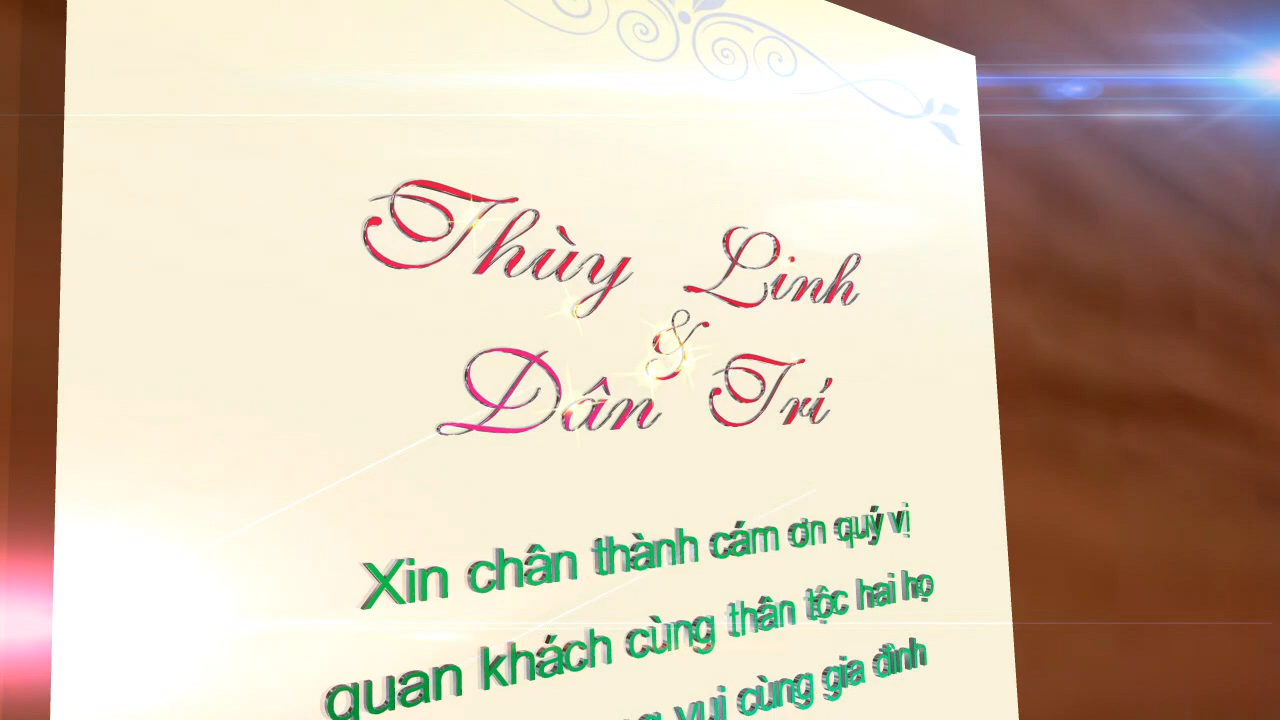 Thùy Linh
&
Dân Trí
Xin chân thành cám ơn quý vị
quan khách cùng thân tộc hai họ
vui cùng gia đình